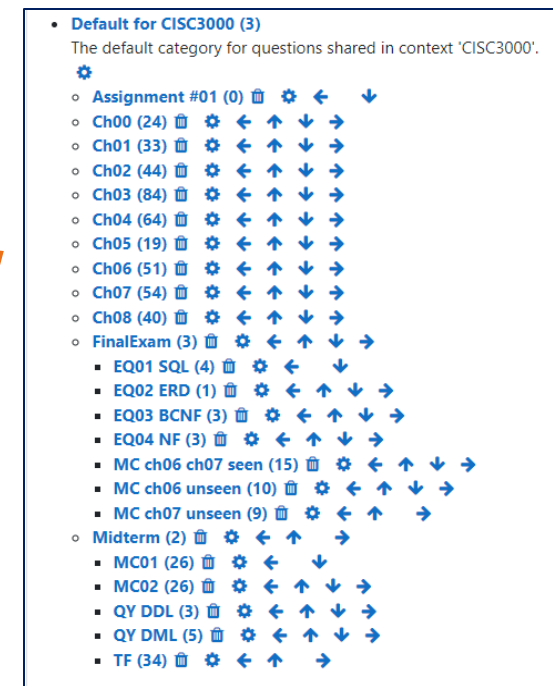 Default for CISC3000 (3)
The default category for questions shared in context 'CISC3000'.
Assignment #01 (0)
Ch00 (24)
Ch01 (33)
Ch02 (44)
Ch03 (84)
Ch04 (64)
Ch05 (19)
Ch06 (51)
Ch07 (54)
Ch08 (40)
FinalExam (3)
EQ01 SQL (4)
EQ02 ERD (1)
EQ03 BCNF (3)
EQ04 NF (3)
MC ch06 ch07 seen (15)
MC ch06 unseen (10)
MC ch07 unseen (9)
Midterm (2)
MC01 (26)
MC02 (26)
QY DDL (3)
QY DML (5)
TF (34)